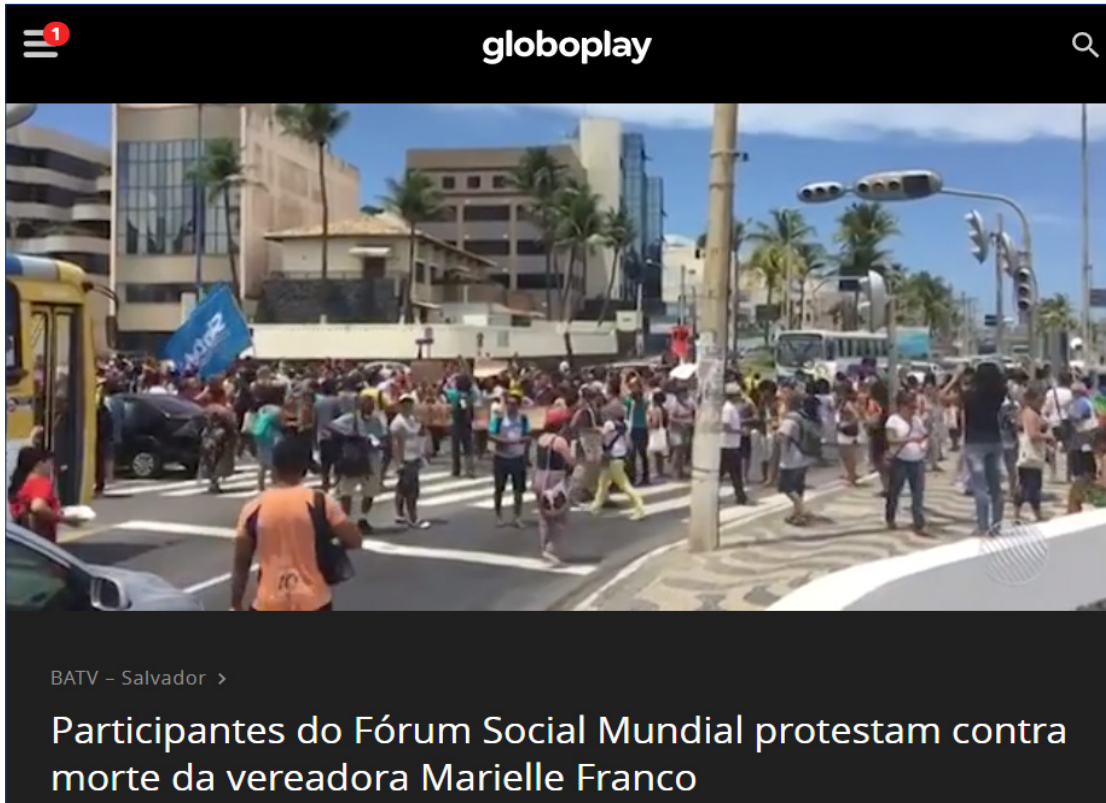 1
globoplay
BATV – Salvador >
Participantes do Fórum Social Mundial protestam contra
morte da vereadora Marielle Franco